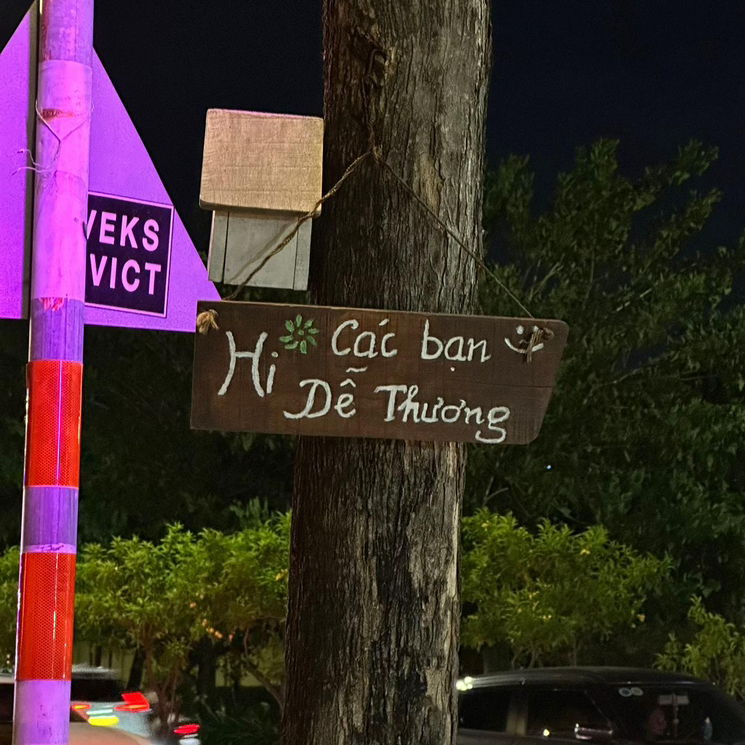 VEKS
VICT
Hi Các bạn
Dễ Thương